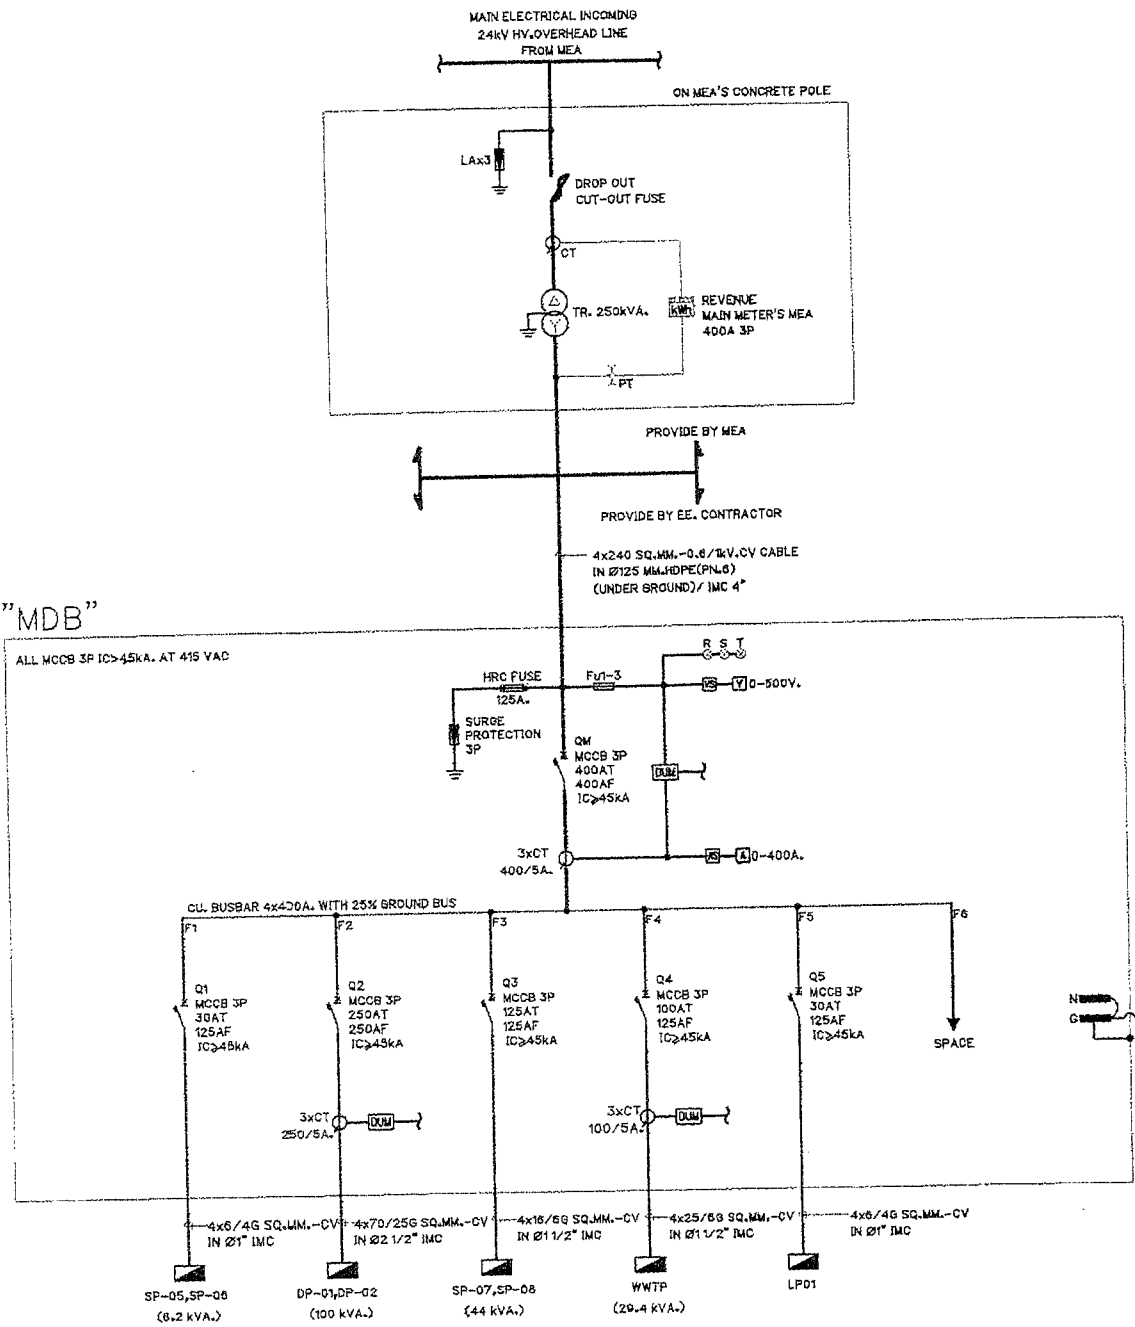 MAIN ELECTRICAL INCOMING
24kV HV.OVERHEAD LINE
FROM MEA
ON MEA'S CONCRETE POLE
LAx3
DROP OUT
CUT-OUT FUSE
CT
TR. 250kVA.
kWh
REVENUE
MAIN METER'S MEA
400A 3P
PT
PROVIDE BY MEA
PROVIDE BY EE. CONTRACTOR
4x240 SQ.MM.-0.6/1kV.CV CABLE
IN Ø125 MM.HDPE(PN.6)
(UNDER GROUND)/ IMC 4"
"MDB"
ALL MCCB 3P IC>45kA. AT 415 VAC
R S T
HRC FUSE
125A.
Fu1-3
VS V 0-500V.
SURGE
PROTECTION
3P
QM
MCCB 3P
400AT
400AF
IC≥45kA
DUM
3xCT
400/5A.
AS A 0-400A.
CU. BUSBAR 4x400A. WITH 25% GROUND BUS
F1 F2 F3 F4 F5 F6
Q1
MCCB 3P
30AT
125AF
IC≥45kA
Q2
MCCB 3P
250AT
250AF
IC≥45kA
Q3
MCCB 3P
125AT
125AF
IC≥45kA
Q4
MCCB 3P
100AT
125AF
IC≥45kA
Q5
MCCB 3P
30AT
125AF
IC≥45kA
SPACE
N
G
3xCT
250/5A.
DUM
3xCT
100/5A.
DUM
4x6/4G SQ.MM.-CV
IN Ø1" IMC
4x70/25G SQ.MM.-CV
IN Ø2 1/2" IMC
4x16/6G SQ.MM.-CV
IN Ø1 1/2" IMC
4x25/6G SQ.MM.-CV
IN Ø1 1/2" IMC
4x6/4G SQ.MM.-CV
IN Ø1" IMC
SP-05,SP-06
(6.2 kVA.)
DP-01,DP-02
(100 kVA.)
SP-07,SP-08
(44 kVA.)
WWTP
(29.4 kVA.)
LP01